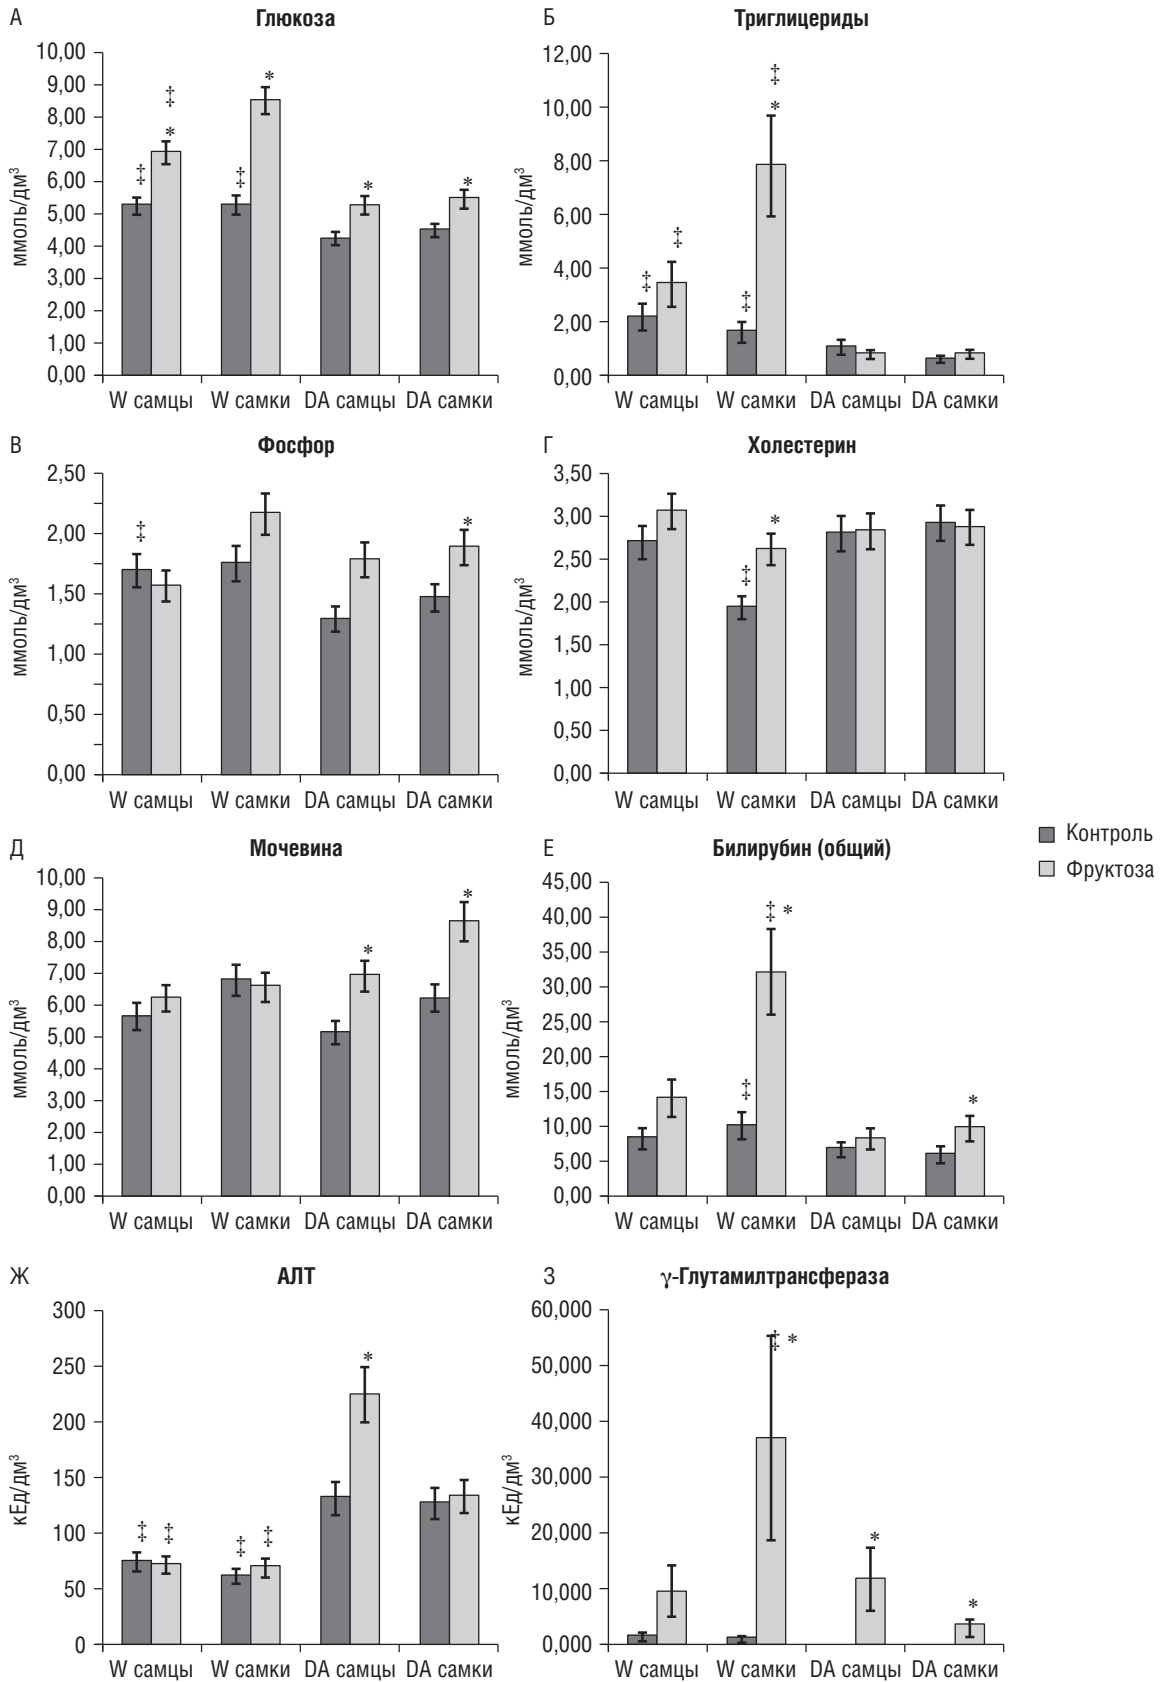 А
Глюкоза
10,00
9,00
8,00
7,00
6,00
5,00
4,00
3,00
2,00
1,00
0,00
ммоль/дм³
‡
‡
*
‡
*
*
*
W самцы
W самки
DA самцы
DA самки
Б
Триглицериды
12,00
10,00
8,00
6,00
4,00
2,00
0,00
ммоль/дм³
‡
‡
‡
‡
*
W самцы
W самки
DA самцы
DA самки
В
Фосфор
2,50
2,00
1,50
1,00
0,50
0,00
ммоль/дм³
‡
*
W самцы
W самки
DA самцы
DA самки
Г
Холестерин
3,50
3,00
2,50
2,00
1,50
1,00
0,50
0,00
ммоль/дм³
‡
*
W самцы
W самки
DA самцы
DA самки
Контроль
Фруктоза
Д
Мочевина
10,00
9,00
8,00
7,00
6,00
5,00
4,00
3,00
2,00
1,00
0,00
ммоль/дм³
*
*
W самцы
W самки
DA самцы
DA самки
Е
Билирубин (общий)
45,00
40,00
35,00
30,00
25,00
20,00
15,00
10,00
5,00
0,00
ммоль/дм³
‡
‡ *
*
W самцы
W самки
DA самцы
DA самки
Ж
АЛТ
300
250
200
150
100
50
0
кЕд/дм³
‡
‡
‡
‡
*
W самцы
W самки
DA самцы
DA самки
З
γ-Глутамилтрансфераза
60,000
50,000
40,000
30,000
20,000
10,000
0,000
кЕд/дм³
‡ *
*
*
W самцы
W самки
DA самцы
DA самки